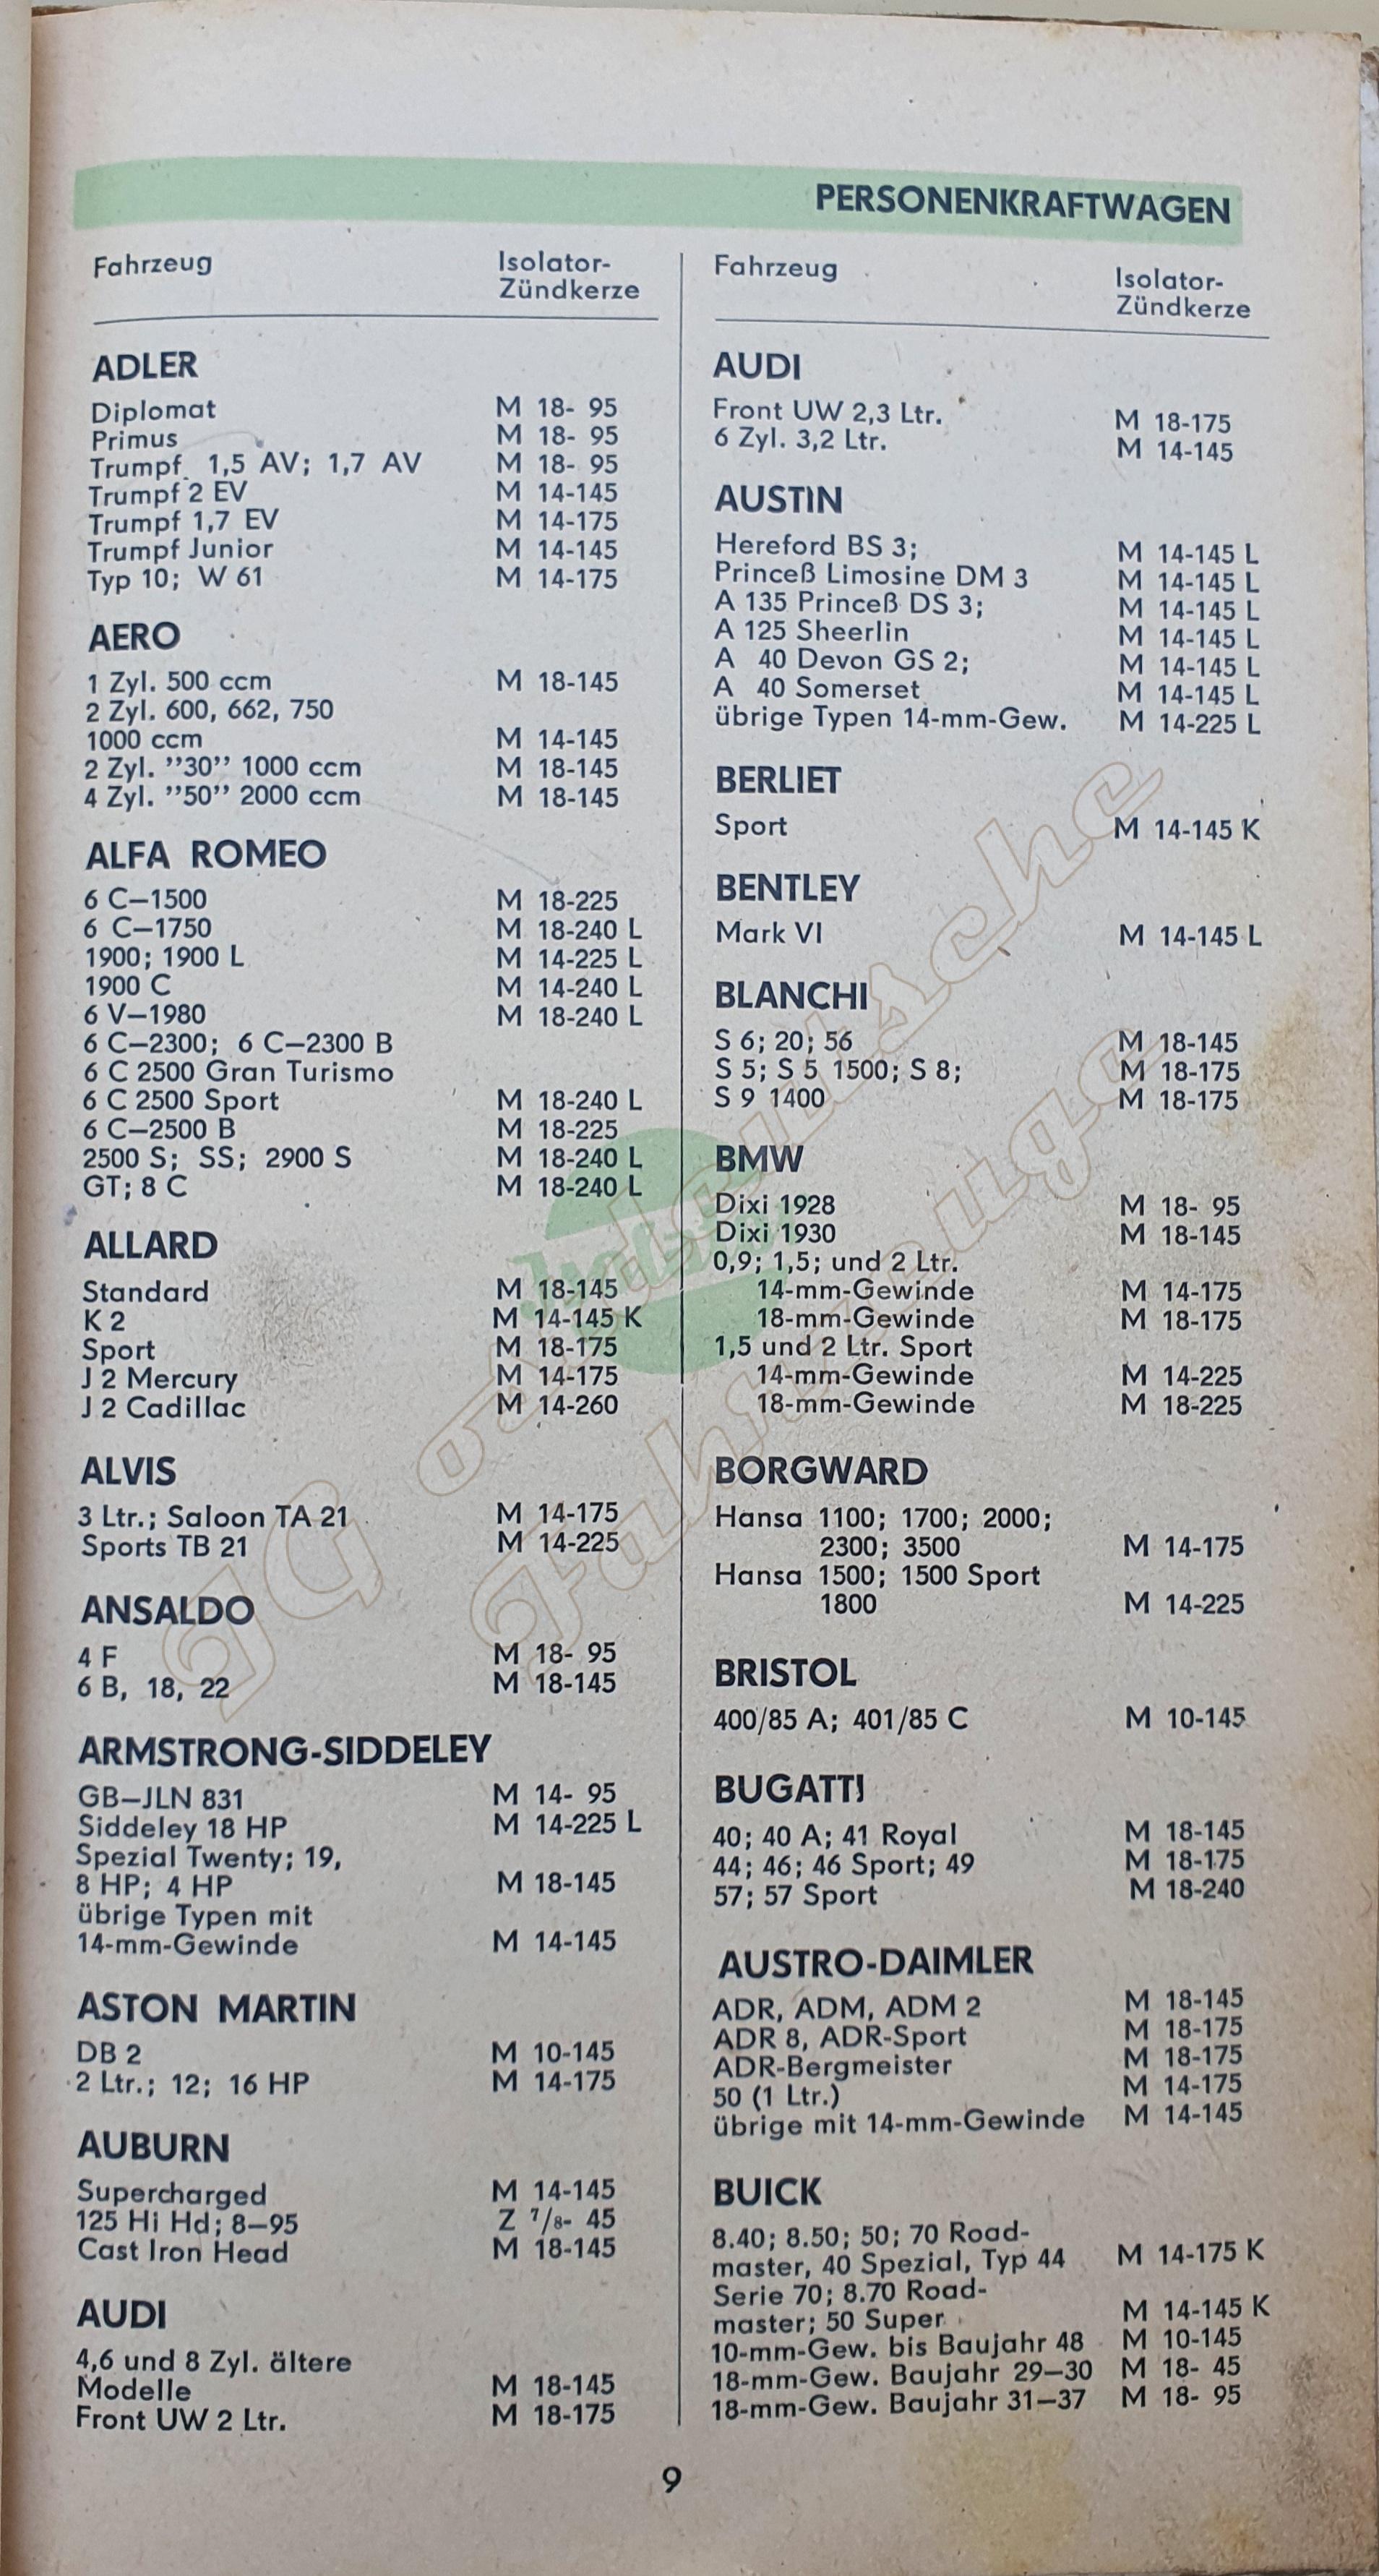 PERSONENKRAFTWAGEN
Fahrzeug Isolator-
Zündkerze
ADLER
Diplomat M 18- 95
Primus M 18- 95
Trumpf 1,5 AV; 1,7 AV M 18- 95
Trumpf 2 EV M 14-145
Trumpf 1,7 EV M 14-175
Trumpf Junior M 14-145
Typ 10; W 61 M 14-175
AERO
1 Zyl. 500 ccm M 18-145
2 Zyl. 600, 662, 750
1000 ccm M 14-145
2 Zyl. ”30” 1000 ccm M 18-145
4 Zyl. ”50” 2000 ccm M 18-145
ALFA ROMEO
6 C—1500 M 18-225
6 C—1750 M 18-240 L
1900; 1900 L M 14-225 L
1900 C M 14-240 L
6 V—1980 M 18-240 L
6 C—2300; 6 C—2300 B
6 C 2500 Gran Turismo
6 C 2500 Sport M 18-240 L
6 C—2500 B M 18-225
2500 S; SS; 2900 S M 18-240 L
GT; 8 C M 18-240 L
ALLARD
Standard M 18-145
K 2 M 14-145 K
Sport M 18-175
J 2 Mercury M 14-175
J 2 Cadillac M 14-260
ALVIS
3 Ltr.; Saloon TA 21 M 14-175
Sports TB 21 M 14-225
ANSALDO
4 F M 18- 95
6 B, 18, 22 M 18-145
ARMSTRONG-SIDDELEY
GB—JLN 831 M 14- 95
Siddeley 18 HP M 14-225 L
Spezial Twenty; 19,
8 HP; 4 HP M 18-145
übrige Typen mit
14-mm-Gewinde M 14-145
ASTON MARTIN
DB 2 M 10-145
2 Ltr.; 12; 16 HP M 14-175
AUBURN
Supercharged M 14-145
125 Hi Hd; 8—95 Z 7/8- 45
Cast Iron Head M 18-145
AUDI
4,6 und 8 Zyl. ältere
Modelle M 18-145
Front UW 2 Ltr. M 18-175
Fahrzeug Isolator-
Zündkerze
AUDI
Front UW 2,3 Ltr. M 18-175
6 Zyl. 3,2 Ltr. M 14-145
AUSTIN
Hereford BS 3; M 14-145 L
Princeß Limosine DM 3 M 14-145 L
A 135 Princeß DS 3; M 14-145 L
A 125 Sheerlin M 14-145 L
A 40 Devon GS 2; M 14-145 L
A 40 Somerset M 14-145 L
übrige Typen 14-mm-Gew. M 14-225 L
BERLIET
Sport M 14-145 K
BENTLEY
Mark VI M 14-145 L
BLANCHI
S 6; 20; 56 M 18-145
S 5; S 5 1500; S 8; M 18-175
S 9 1400 M 18-175
BMW
Dixi 1928 M 18- 95
Dixi 1930 M 18-145
0,9; 1,5; und 2 Ltr.
14-mm-Gewinde M 14-175
18-mm-Gewinde M 18-175
1,5 und 2 Ltr. Sport
14-mm-Gewinde M 14-225
18-mm-Gewinde M 18-225
BORGWARD
Hansa 1100; 1700; 2000;
2300; 3500 M 14-175
Hansa 1500; 1500 Sport
1800 M 14-225
BRISTOL
400/85 A; 401/85 C M 10-145
BUGATTI
40; 40 A; 41 Royal M 18-145
44; 46; 46 Sport; 49 M 18-175
57; 57 Sport M 18-240
AUSTRO-DAIMLER
ADR, ADM, ADM 2 M 18-145
ADR 8, ADR-Sport M 18-175
ADR-Bergmeister M 18-175
50 (1 Ltr.) M 14-175
übrige mit 14-mm-Gewinde M 14-145
BUICK
8.40; 8.50; 50; 70 Road-
master, 40 Spezial, Typ 44 M 14-175 K
Serie 70; 8.70 Road-
master; 50 Super M 14-145 K
10-mm-Gew. bis Baujahr 48 M 10-145
18-mm-Gew. Baujahr 29—30 M 18- 45
18-mm-Gew. Baujahr 31—37 M 18- 95
9
IG ostdeutsche
Fahrzeuge